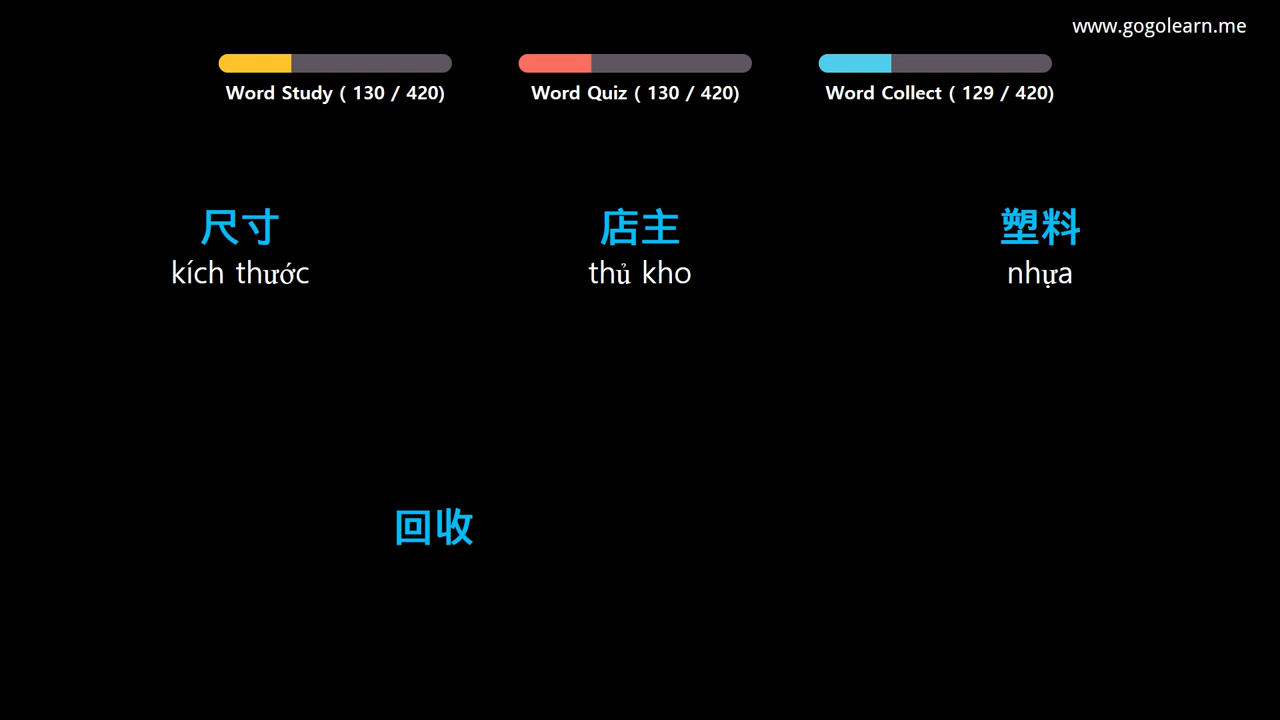 www.gogolearn.me
Word Study ( 130 / 420)
Word Quiz ( 130 / 420)
Word Collect ( 129 / 420)
尺寸
kích thước
店主
thủ kho
塑料
nhựa
回收